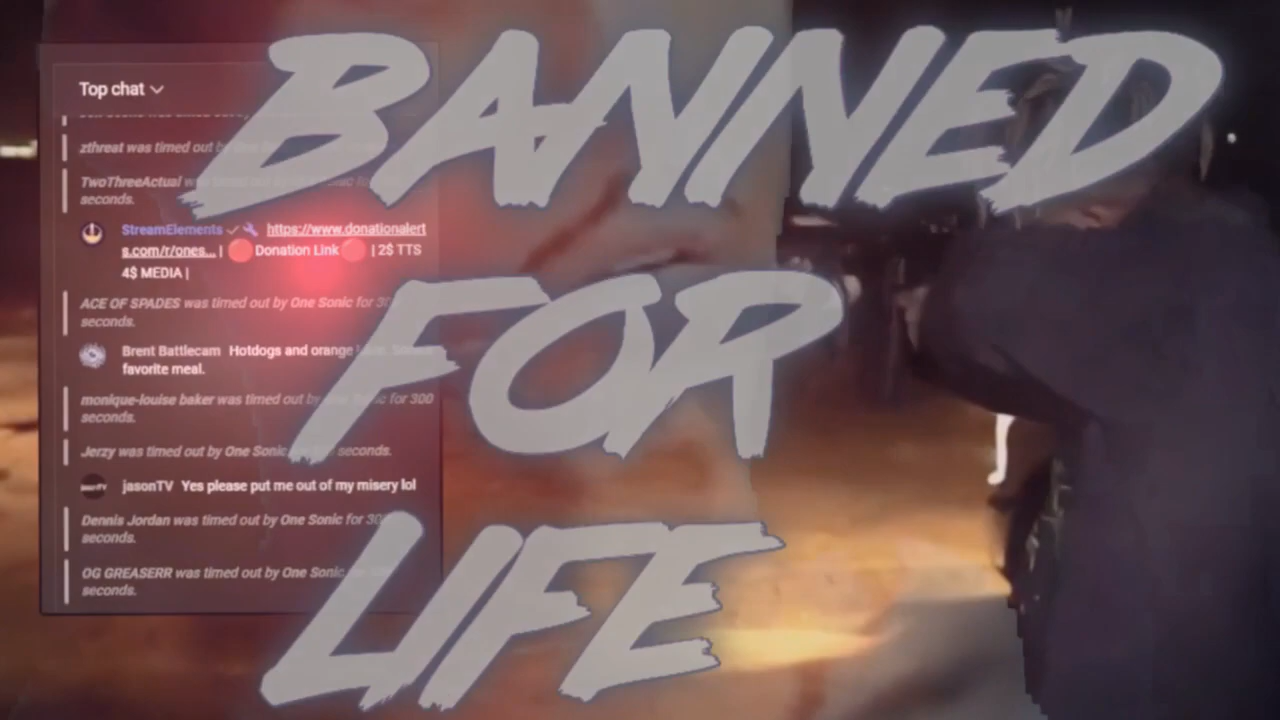 BANNED
FOR
LIFE
Top chat
zthreat was timed out by
TwoThreeActual
seconds.
StreamElements https://www.donationalert
s.com/r/ones... | Donation Link | 2$ TTS
4$ MEDIA |
ACE OF SPADES was timed out by One Sonic for
seconds.
Brent Battlecam Hotdogs and orange
favorite meal.
monique-louise baker was timed out by One Sonic for 300
seconds.
Jerzy was timed out by One Sonic seconds.
jasonTV Yes please put me out of my misery lol
Dennis Jordan was timed out by One Sonic for
seconds.
OG GREASERR was timed out by One Sonic
seconds.